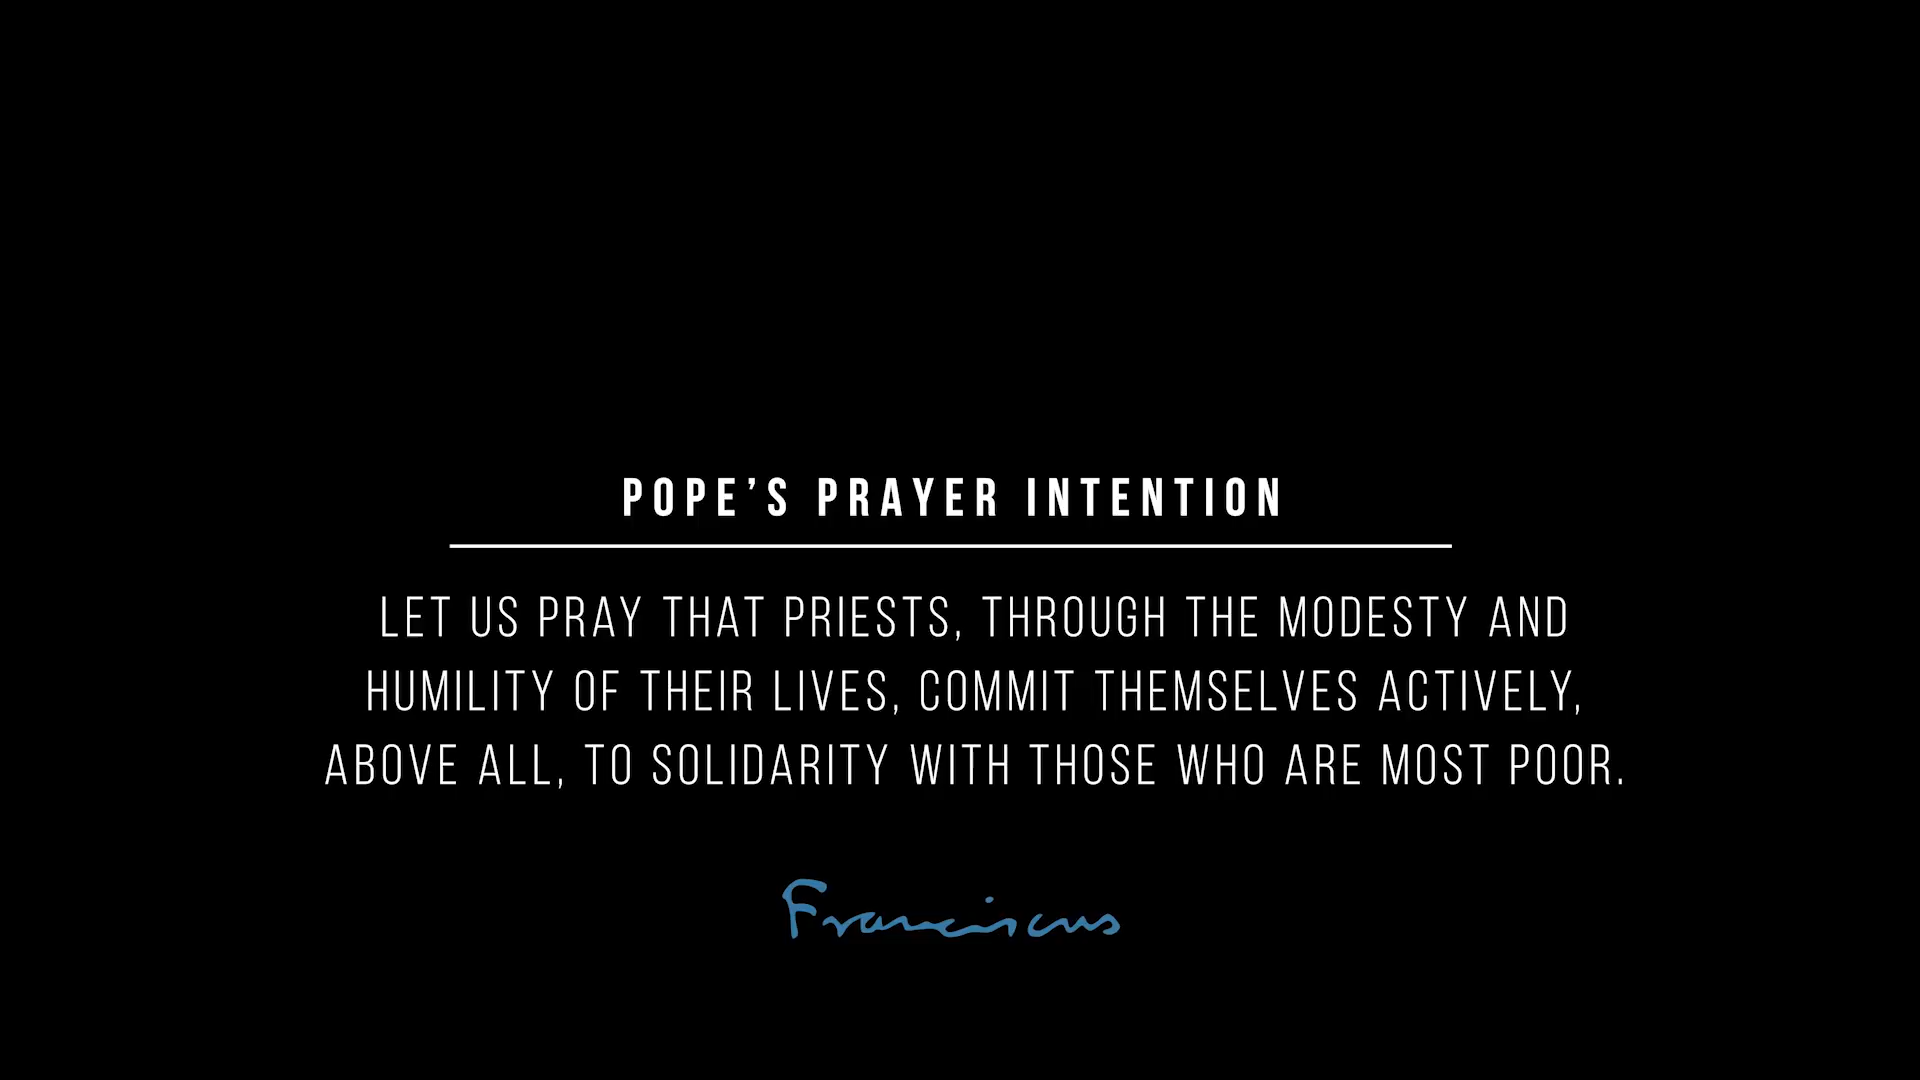 POPE’S PRAYER INTENTION
LET US PRAY THAT PRIESTS, THROUGH THE MODESTY AND
HUMILITY OF THEIR LIVES, COMMIT THEMSELVES ACTIVELY,
ABOVE ALL, TO SOLIDARITY WITH THOSE WHO ARE MOST POOR.
Franciscus